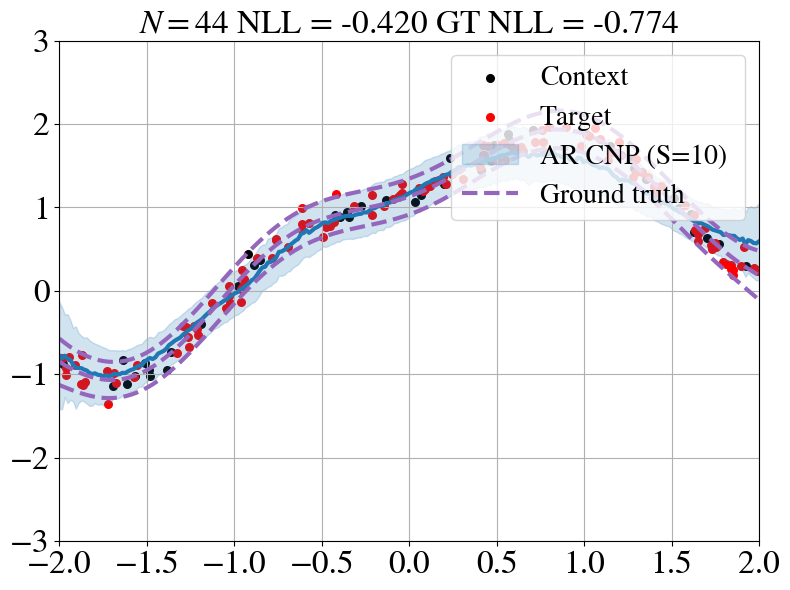 N = 44 NLL = -0.420 GT NLL = -0.774
3
2
1
0
−1
−2
−3
Context
Target
AR CNP (S=10)
Ground truth
−2.0 −1.5 −1.0 −0.5 0.0 0.5 1.0 1.5 2.0